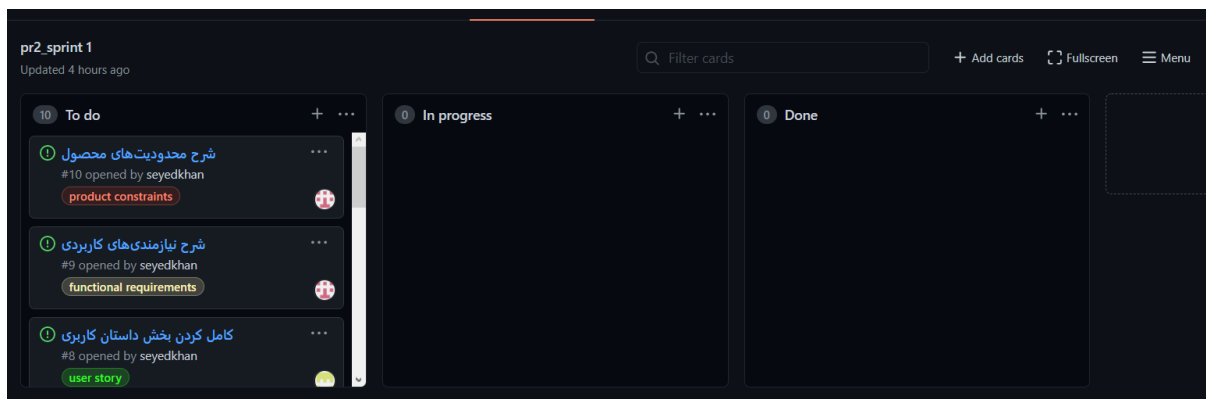 pr2_sprint 1
Updated 4 hours ago
Filter cards
Add cards
Fullscreen
Menu
10 To do
شرح محدودیت‌های محصول
#10 opened by seyedkhan
product constraints
شرح نیازمندی‌های کاربردی
#9 opened by seyedkhan
functional requirements
کامل کردن بخش داستان کاربری
#8 opened by seyedkhan
user story
0 In progress
0 Done